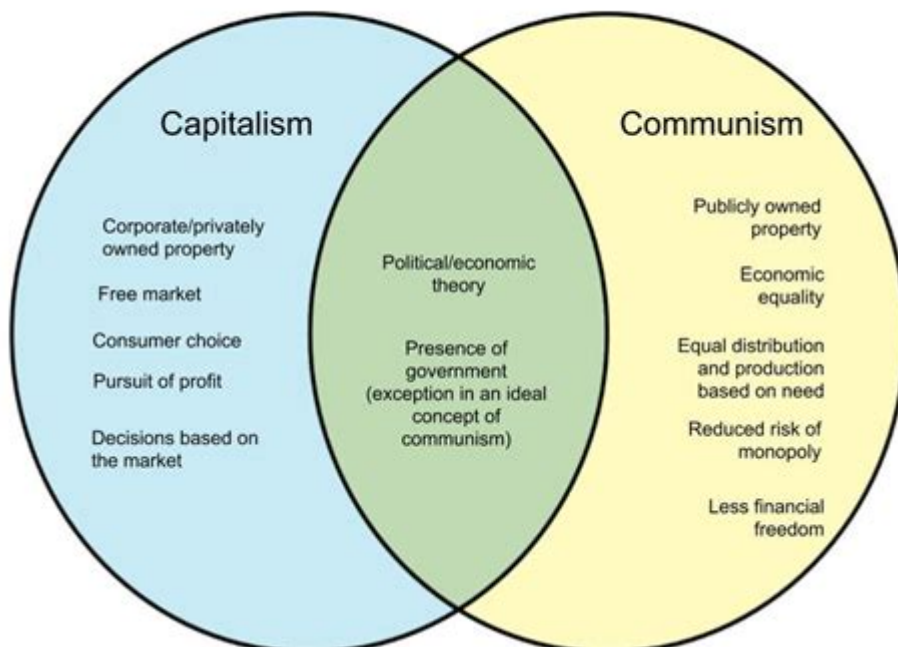 Capitalism
Corporate/privately
owned property
Free market
Consumer choice
Pursuit of profit
Decisions based on
the market
Political/economic
theory
Presence of
government
(exception in an ideal
concept of
communism)
Communism
Publicly owned
property
Economic
equality
Equal distribution
and production
based on need
Reduced risk of
monopoly
Less financial
freedom